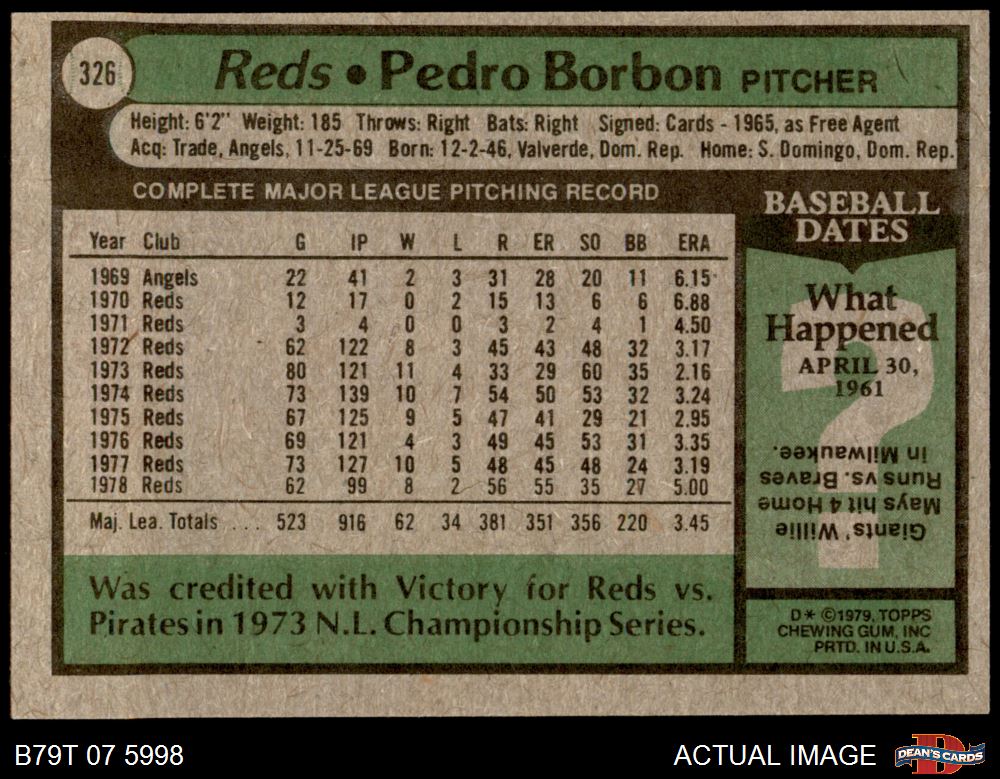 326
Reds • Pedro Borbon PITCHER
Height: 6'2" Weight: 185 Throws: Right Bats: Right Signed: Cards - 1965, as Free Agent
Acq: Trade, Angels, 11-25-69 Born: 12-2-46, Valverde, Dom. Rep. Home: S. Domingo, Dom. Rep.
COMPLETE MAJOR LEAGUE PITCHING RECORD
Year Club G IP W L R ER SO BB ERA
1969 Angels 22 41 2 3 31 28 20 11 6.15
1970 Reds 12 17 0 2 15 13 6 6 6.88
1971 Reds 3 4 0 0 3 2 4 1 4.50
1972 Reds 62 122 8 3 45 43 48 32 3.17
1973 Reds 80 121 11 4 33 29 60 35 2.16
1974 Reds 73 139 10 7 54 50 53 32 3.24
1975 Reds 67 125 9 5 47 41 29 21 2.95
1976 Reds 69 121 4 3 49 45 53 31 3.35
1977 Reds 73 127 10 5 48 45 48 24 3.19
1978 Reds 62 99 8 2 56 55 35 27 5.00
Maj. Lea. Totals ... 523 916 62 34 381 351 356 220 3.45
Was credited with Victory for Reds vs.
Pirates in 1973 N.L. Championship Series.
BASEBALL
DATES
What
Happened
APRIL 30,
1961
?
Giants' Willie
Mays hit 4 Home
Runs vs. Braves
in Milwaukee.
D* ©1979, TOPPS
CHEWING GUM, INC
PRTD. IN U.S.A.
B79T 07 5998
ACTUAL IMAGE
D
DEAN'S CARDS